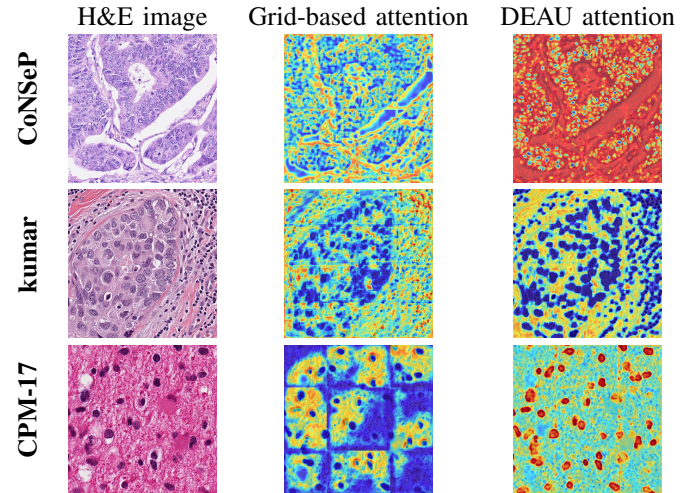 H&E image Grid-based attention DEAU attention
CoNSeP
kumar
CPM-17